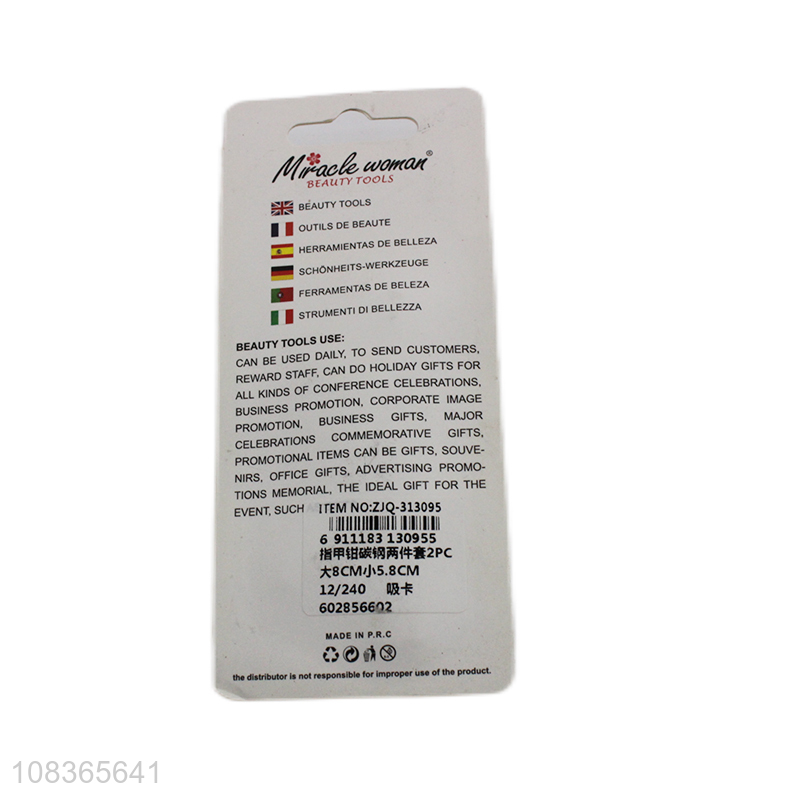 Miracle woman®
BEAUTY TOOLS
BEAUTY TOOLS
OUTILS DE BEAUTE
HERRAMIENTAS DE BELLEZA
SCHÖNHEITS-WERKZEUGE
FERRAMENTAS DE BELEZA
STRUMENTI DI BELLEZZA
BEAUTY TOOLS USE:
CAN BE USED DAILY, TO SEND CUSTOMERS,
REWARD STAFF, CAN DO HOLIDAY GIFTS FOR
ALL KINDS OF CONFERENCE CELEBRATIONS,
BUSINESS PROMOTION, CORPORATE IMAGE
PROMOTION, BUSINESS GIFTS, MAJOR
CELEBRATIONS COMMEMORATIVE GIFTS,
PROMOTIONAL ITEMS CAN BE GIFTS, SOUVE-
NIRS, OFFICE GIFTS, ADVERTISING PROMO-
TIONS MEMORIAL, THE IDEAL GIFT FOR THE
EVENT, SUCH
ITEM NO:ZJQ-313095
6 911183 130955
指甲钳碳钢两件套2PC
大8CM小5.8CM
12/240 吸卡
602856602
MADE IN P.R.C
the distributor is not responsible for improper use of the product.
108365641